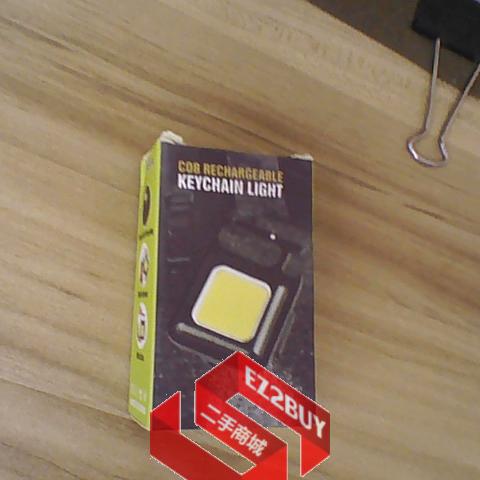 COB RECHARGEABLE
KEYCHAIN LIGHT
EZ2BUY
二手商城